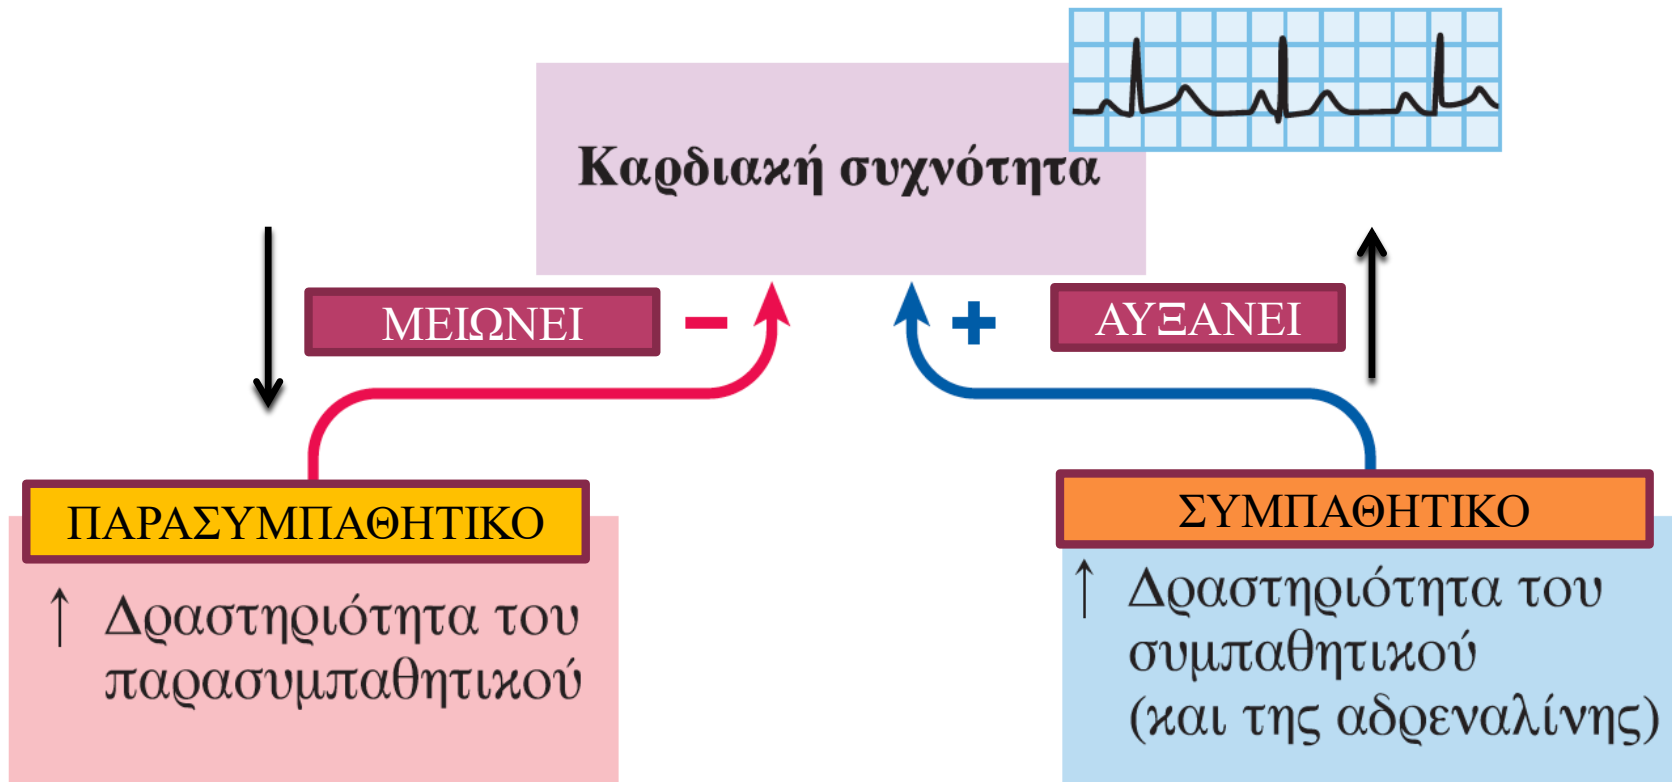 Καρδιακή συχνότητα
ΜΕΙΩΝΕΙ
−
+
ΑΥΞΑΝΕΙ
ΠΑΡΑΣΥΜΠΑΘΗΤΙΚΟ
↑ Δραστηριότητα του
παρασυμπαθητικού
ΣΥΜΠΑΘΗΤΙΚΟ
↑ Δραστηριότητα του
συμπαθητικού
(και της αδρεναλίνης)